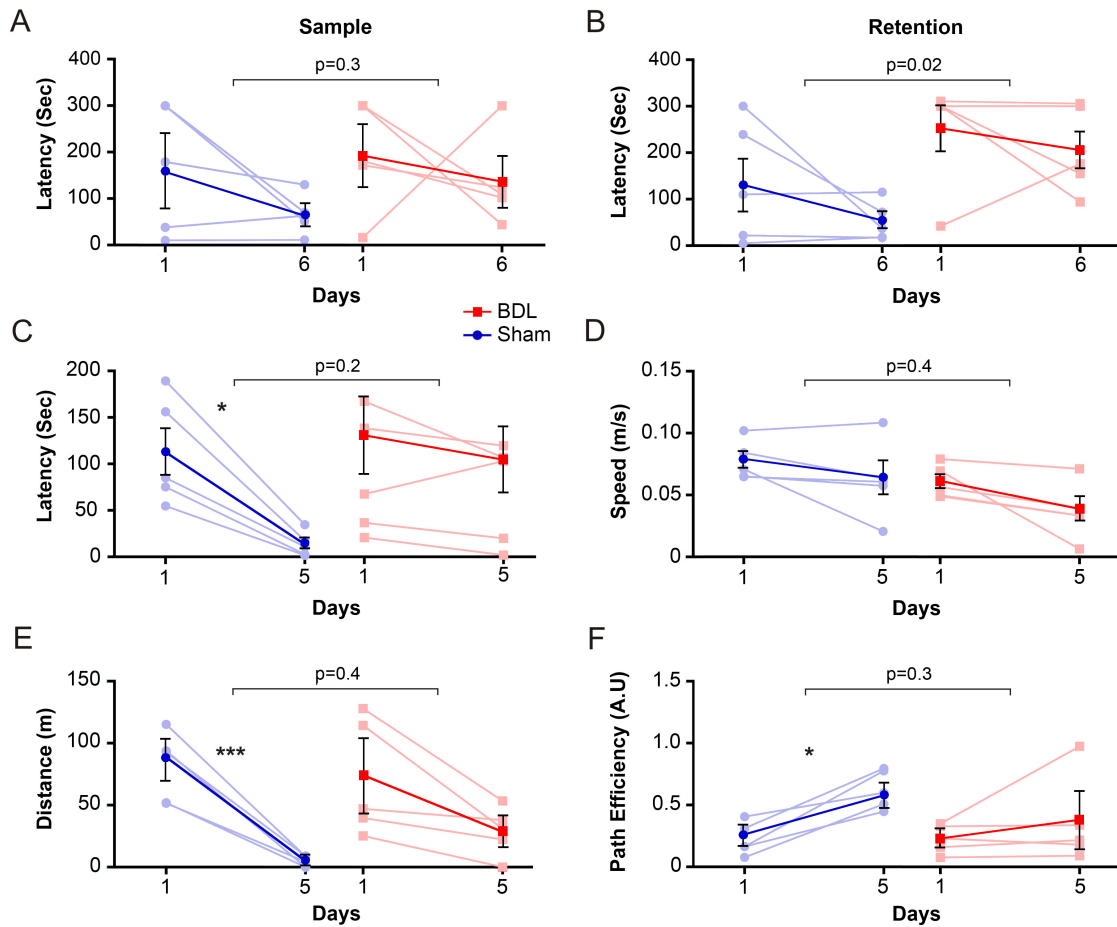 A
Sample
p=0.3
Latency (Sec)
400
300
200
100
0
1
6
1
6
Days
B
Retention
p=0.02
Latency (Sec)
400
300
200
100
0
1
6
1
6
Days
BDL
Sham
C
p=0.2
Latency (Sec)
200
150
100
50
0
*
1
5
1
5
Days
D
p=0.4
Speed (m/s)
0.15
0.10
0.05
0
1
5
1
5
Days
E
p=0.4
Distance (m)
150
100
50
0
***
1
5
1
5
Days
F
p=0.3
Path Efficiency (A.U)
1.5
1.0
0.5
0
*
1
5
1
5
Days